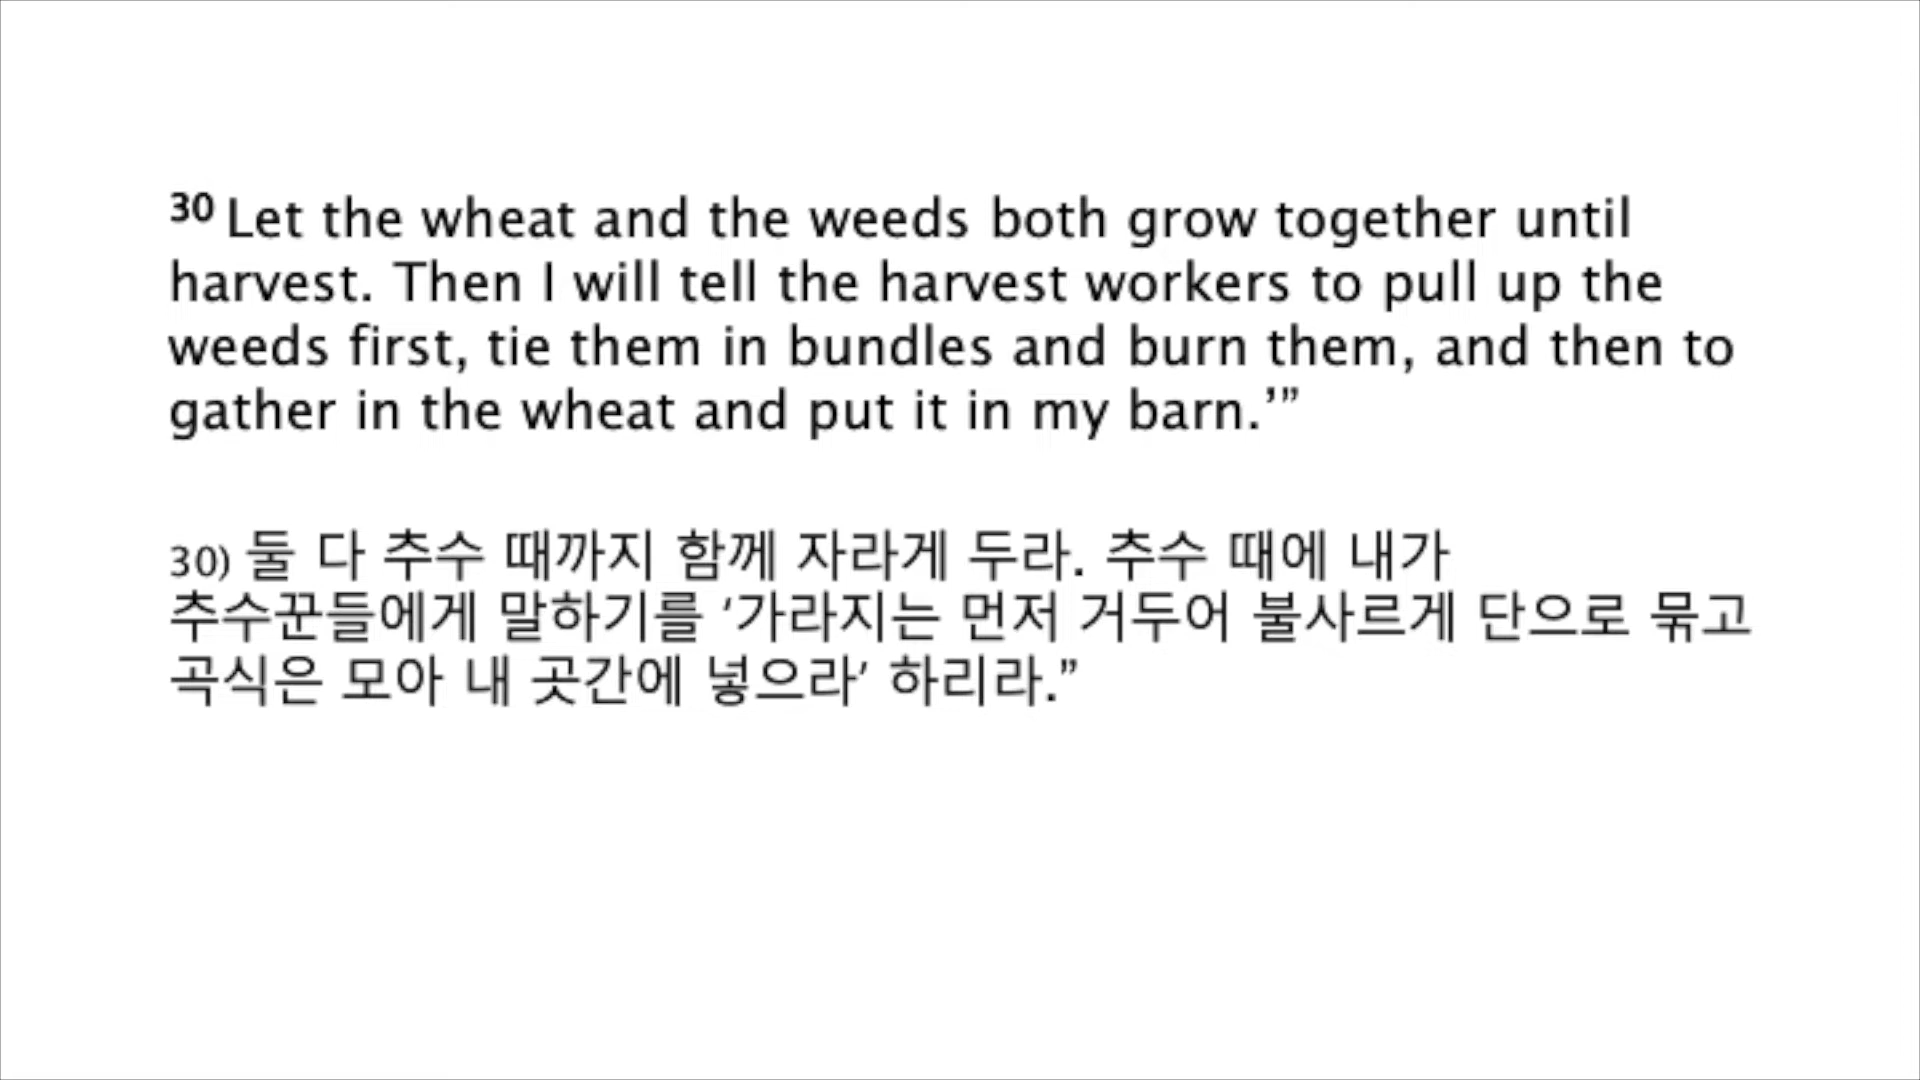 30 Let the wheat and the weeds both grow together until
harvest. Then I will tell the harvest workers to pull up the
weeds first, tie them in bundles and burn them, and then to
gather in the wheat and put it in my barn.’”
30) 둘 다 추수 때까지 함께 자라게 두라. 추수 때에 내가
추수꾼들에게 말하기를 ‘가라지는 먼저 거두어 불사르게 단으로 묶고
곡식은 모아 내 곳간에 넣으라’ 하리라.”